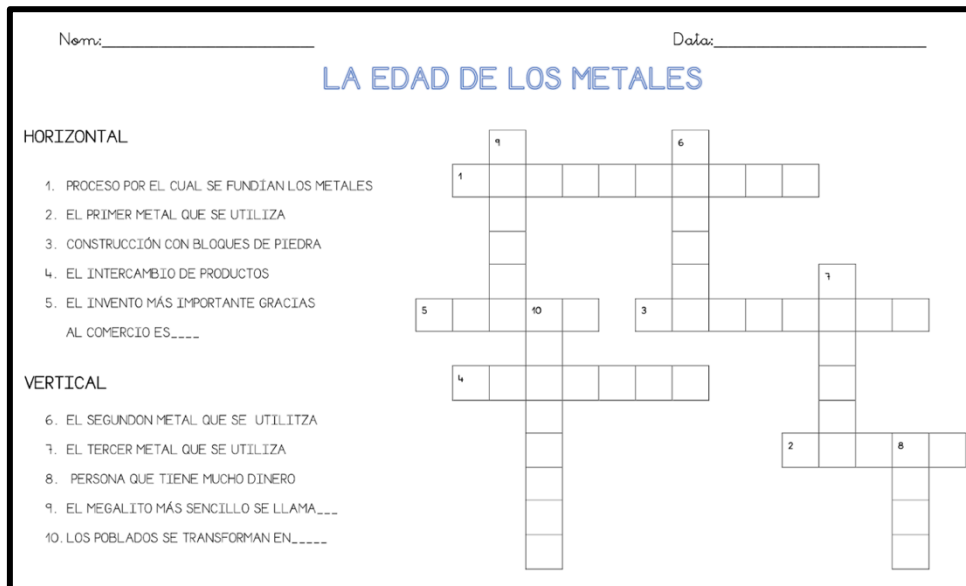 Nom:__________________________ Data:__________________________
LA EDAD DE LOS METALES
HORIZONTAL
1. PROCESO POR EL CUAL SE FUNDÍAN LOS METALES
2. EL PRIMER METAL QUE SE UTILIZA
3. CONSTRUCCIÓN CON BLOQUES DE PIEDRA
4. EL INTERCAMBIO DE PRODUCTOS
5. EL INVENTO MÁS IMPORTANTE GRACIAS
AL COMERCIO ES____
VERTICAL
6. EL SEGUNDON METAL QUE SE UTILITZA
7. EL TERCER METAL QUE SE UTILIZA
8. PERSONA QUE TIENE MUCHO DINERO
9. EL MEGALITO MÁS SENCILLO SE LLAMA___
10. LOS POBLADOS SE TRANSFORMAN EN_____
9 6
1
7
5 10 3
4
2 8